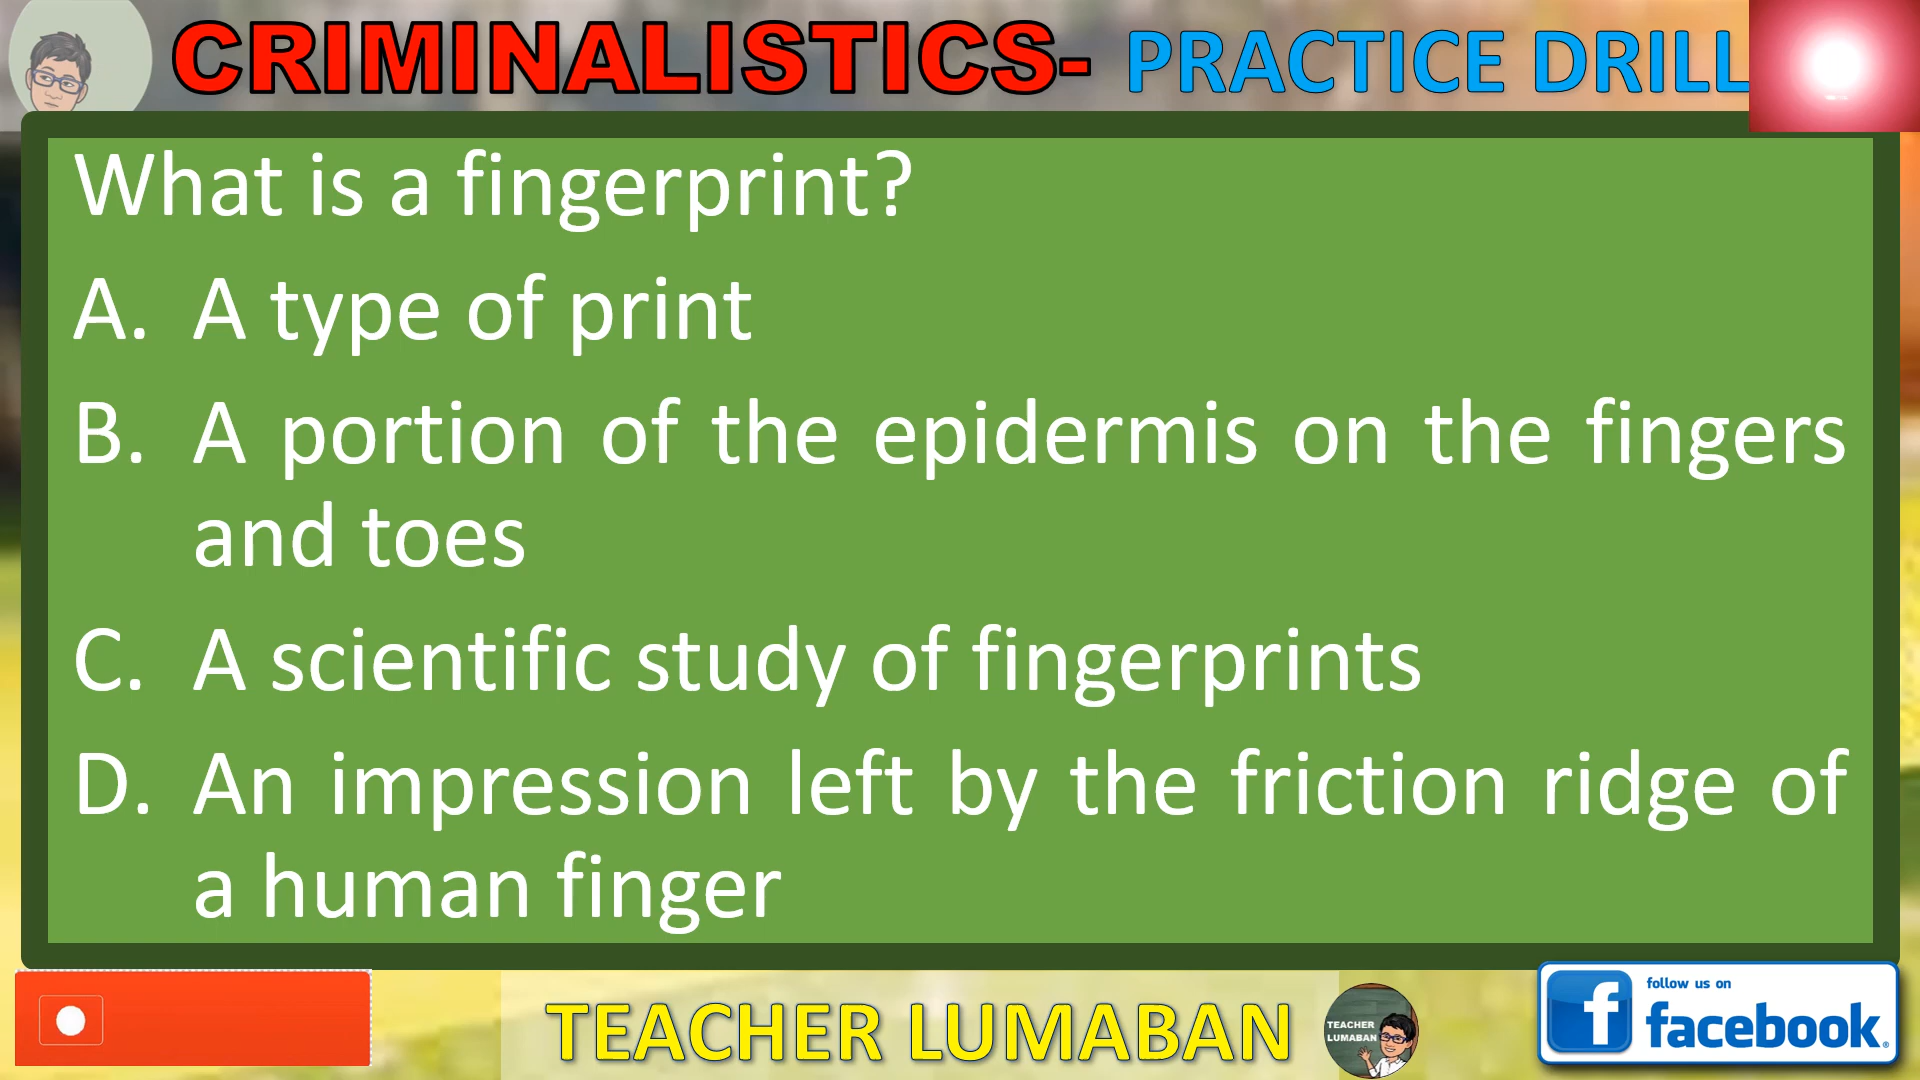 CRIMINALISTICS- PRACTICE DRILL
What is a fingerprint?
A. A type of print
B. A portion of the epidermis on the fingers
and toes
C. A scientific study of fingerprints
D. An impression left by the friction ridge of
a human finger
TEACHER LUMABAN
TEACHER
LUMABAN
follow us on
facebook